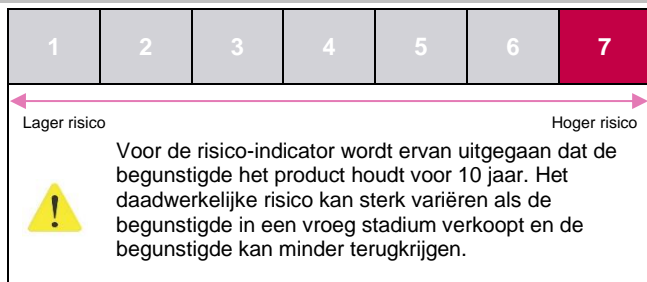 1 2 3 4 5 6 7
Lager risico Hoger risico
Voor de risico-indicator wordt ervan uitgegaan dat de
begunstigde het product houdt voor 10 jaar. Het
daadwerkelijke risico kan sterk variëren als de
begunstigde in een vroeg stadium verkoopt en de
begunstigde kan minder terugkrijgen.